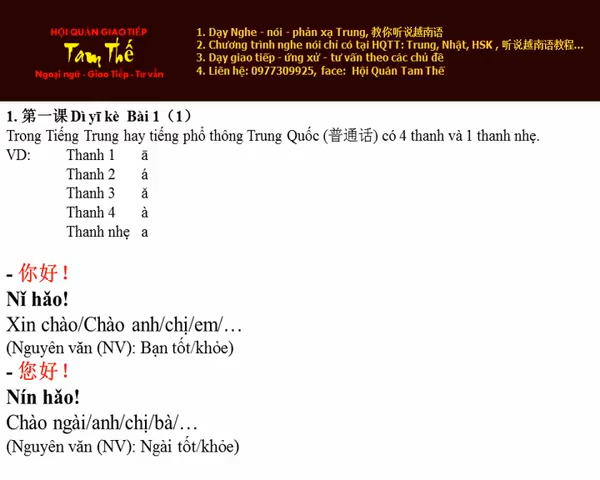 HỘI QUÁN GIAO TIẾP
Tam Thế
Ngoại ngữ - Giao Tiếp - Tư vấn
1. Dạy Nghe - nói - phản xạ Trung, 教你听说越南语
2. Chương trình nghe nói chỉ có tại HQTT: Trung, Nhật, HSK , 听说越南语教程...
3. Dạy giao tiếp - ứng xử - tư vấn theo các chủ đề
4. Liên hệ: 0977309925, face: Hội Quán Tam Thế
1. 第一课 Dì yī kè Bài 1（1）
Trong Tiếng Trung hay tiếng phổ thông Trung Quốc (普通话) có 4 thanh và 1 thanh nhẹ.
VD: Thanh 1 ā
Thanh 2 á
Thanh 3 ǎ
Thanh 4 à
Thanh nhẹ a
- 你好！
Nǐ hǎo!
Xin chào/Chào anh/chị/em/…
(Nguyên văn (NV): Bạn tốt/khỏe)
- 您好！
Nín hǎo!
Chào ngài/anh/chị/bà/…
(Nguyên văn (NV): Ngài tốt/khỏe)